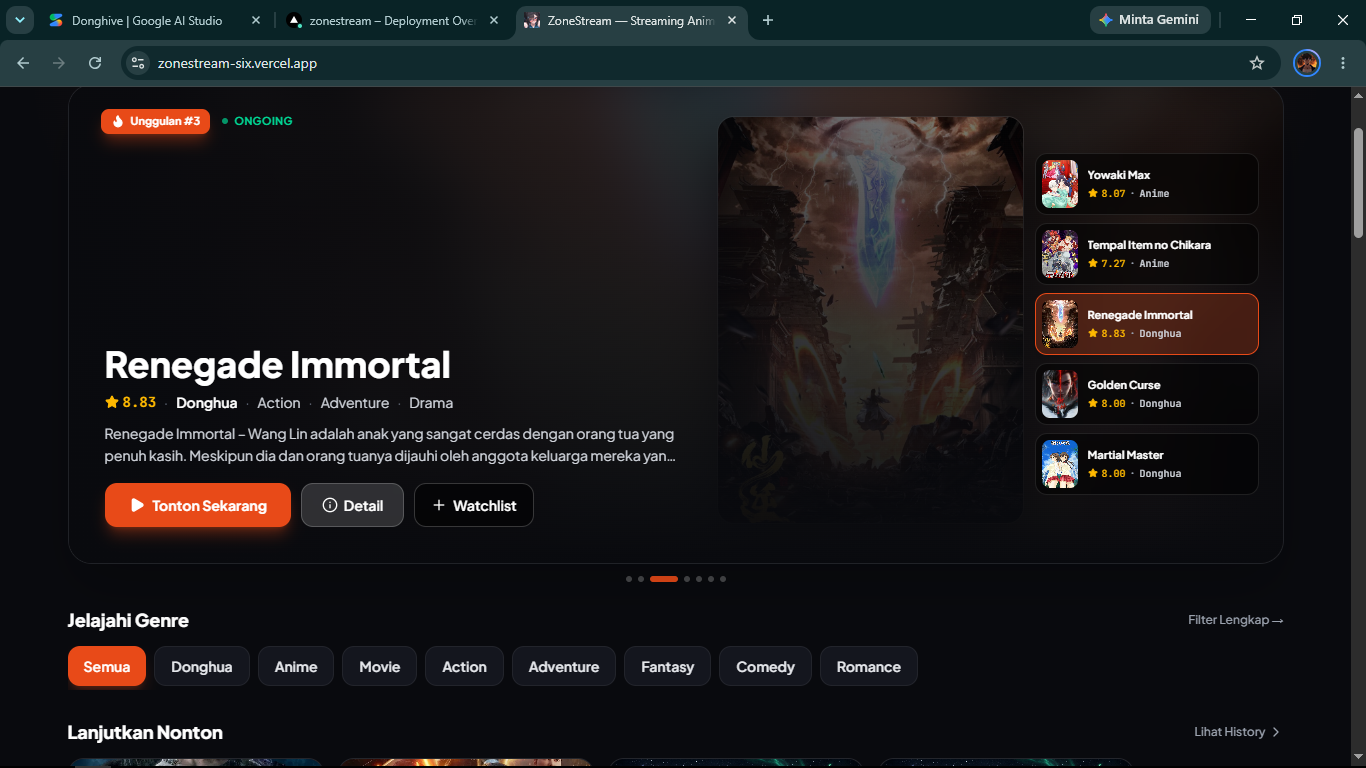 Donghive | Google AI Studio
zonestream – Deployment Ove
ZoneStream — Streaming Anim
Minta Gemini
zonestream-six.vercel.app
Unggulan #3
ONGOING
Renegade Immortal
8.83 · Donghua · Action · Adventure · Drama
Renegade Immortal – Wang Lin adalah anak yang sangat cerdas dengan orang tua yang
penuh kasih. Meskipun dia dan orang tuanya dijauhi oleh anggota keluarga mereka yan...
Tonton Sekarang
Detail
Watchlist
Yowaki Max
8.07 · Anime
Tempal Item no Chikara
7.27 · Anime
Renegade Immortal
8.83 · Donghua
Golden Curse
8.00 · Donghua
Martial Master
8.00 · Donghua
Jelajahi Genre
Filter Lengkap →
Semua
Donghua
Anime
Movie
Action
Adventure
Fantasy
Comedy
Romance
Lanjutkan Nonton
Lihat History